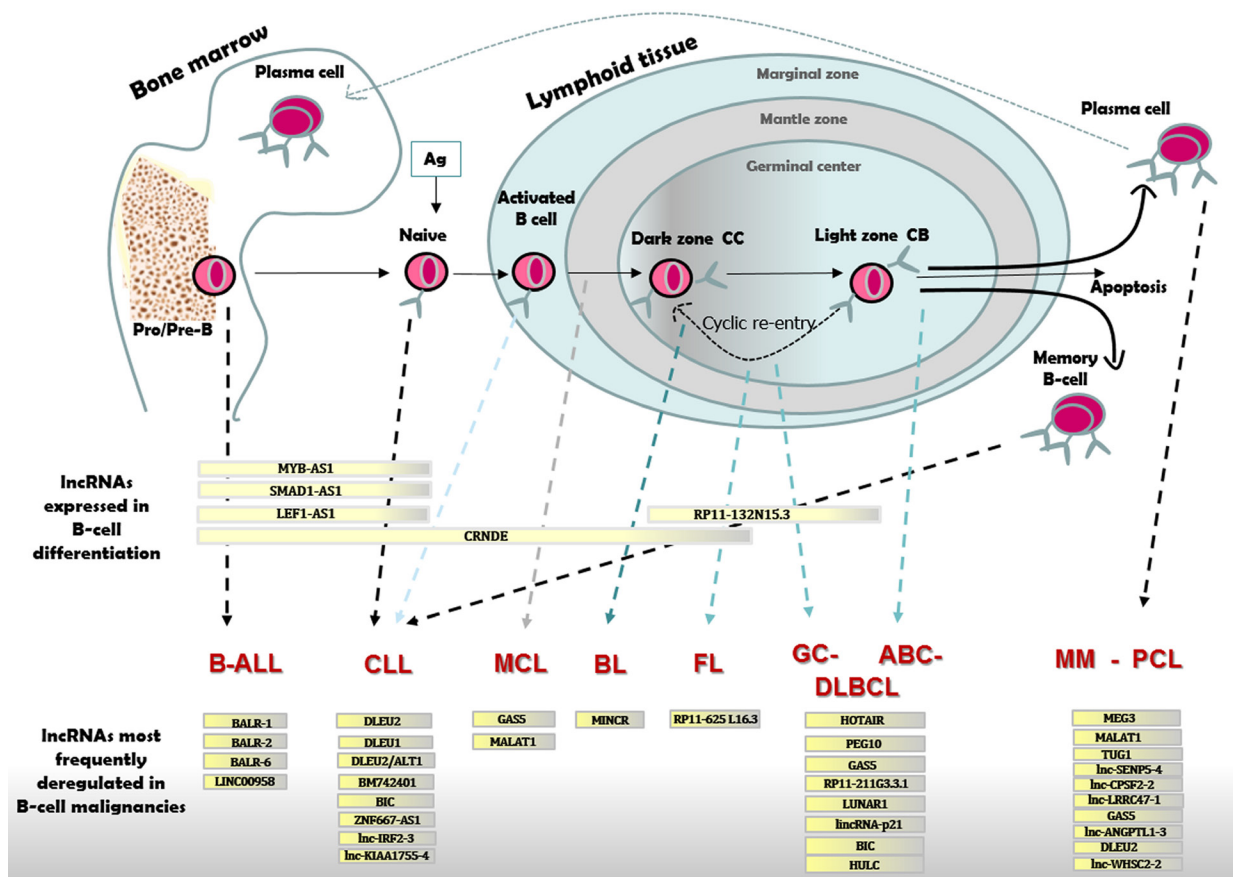 Bone marrow
Plasma cell
Lymphoid tissue
Marginal zone
Mantle zone
Germinal center
Plasma cell
Ag
Activated
B cell
Naive
Dark zone CC
Light zone CB
Pro/Pre-B
Cyclic re-entry
Apoptosis
Memory
B-cell
lncRNAs
expressed in
B-cell
differentiation
MYB-AS1
SMAD1-AS1
LEF1-AS1
RP11-132N15.3
CRNDE
B-ALL
CLL
MCL
BL
FL
GC-
ABC-
DLBCL
MM - PCL
lncRNAs most
frequently
deregulated in
B-cell malignancies
BALR-1
BALR-2
BALR-6
LINC00958
DLEU2
DLEU1
DLEU2/ALT1
BM742401
BIC
ZNF667-AS1
lnc-IRF2-3
lnc-KIAA1755-4
GAS5
MALAT1
MINCR
RP11-625 L16.3
HOTAIR
PEG10
GAS5
RP11-211G3.3.1
LUNAR1
lincRNA-p21
BIC
HULC
MEG3
MALAT1
TUG1
lnc-SENP5-4
lnc-CPSF2-2
lnc-LRRC47-1
GAS5
lnc-ANGPTL1-3
DLEU2
lnc-WHSC2-2